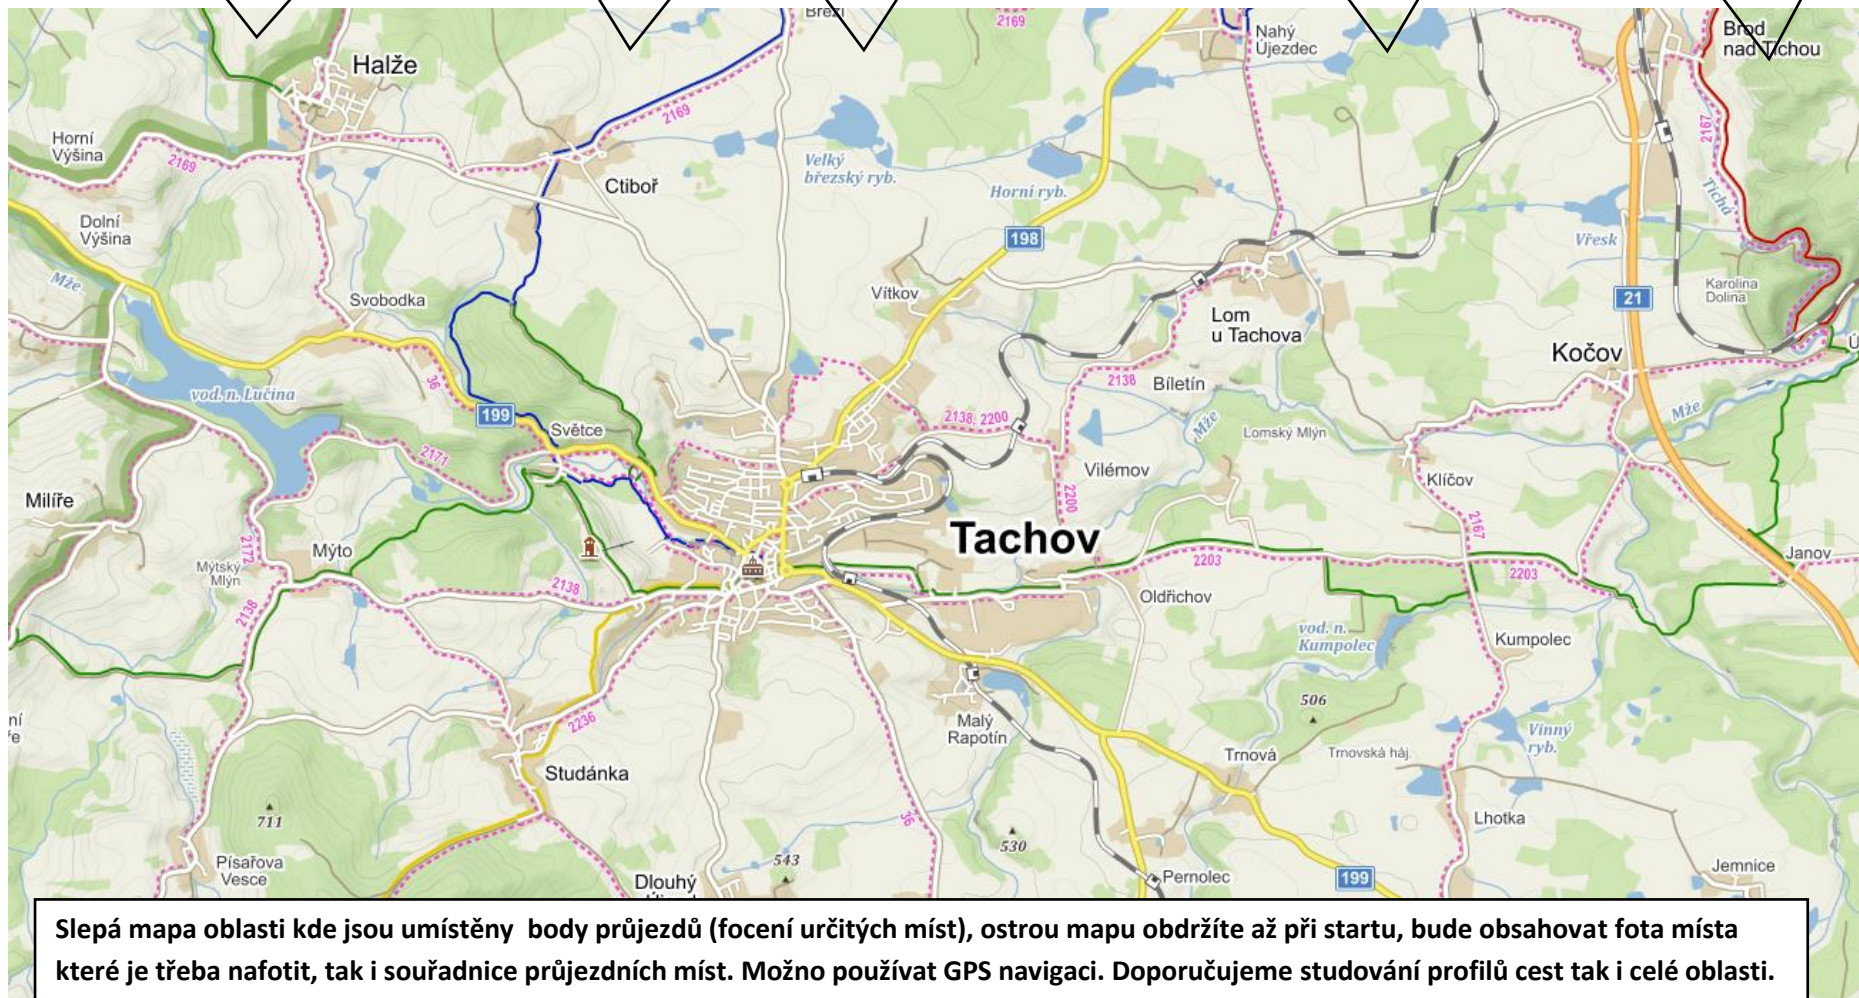 Březí
2169
Nahý
Újezdec
Brod
nad Tichou
Halže
2169
2167
Horní
Výšina
2169
Velký
březský ryb.
Ctiboř
Horní ryb.
Tichá
Dolní
Výšina
198
Vřesk
Mže
Svobodka
Vítkov
Karolina
Dolina
21
Lom
u Tachova
Kočov
Ú
36
2138
Bíletín
vod. n. Lučina
199
2138, 2200
Mže
Mže
Světce
Lomský Mlýn
2171
Vilémov
Klíčov
Milíře
2200
2167
Tachov
2172
Mýto
Mýtský
Mlýn
2203
2203
Janov
2138
2138
Oldřichov
vod. n.
Kumpolec
Kumpolec
506
ní
ře
2236
Malý
Rapotín
Vinný
ryb.
Trnová
Trnovská háj.
Studánka
711
36
530
Lhotka
Písařova
Vesce
543
Jemnice
Dlouhý
Pernolec
199
Slepá mapa oblasti kde jsou umístěny body průjezdů (focení určitých míst), ostrou mapu obdržíte až při startu, bude obsahovat fota místa
které je třeba nafotit, tak i souřadnice průjezdních míst. Možno používat GPS navigaci. Doporučujeme studování profilů cest tak i celé oblasti.